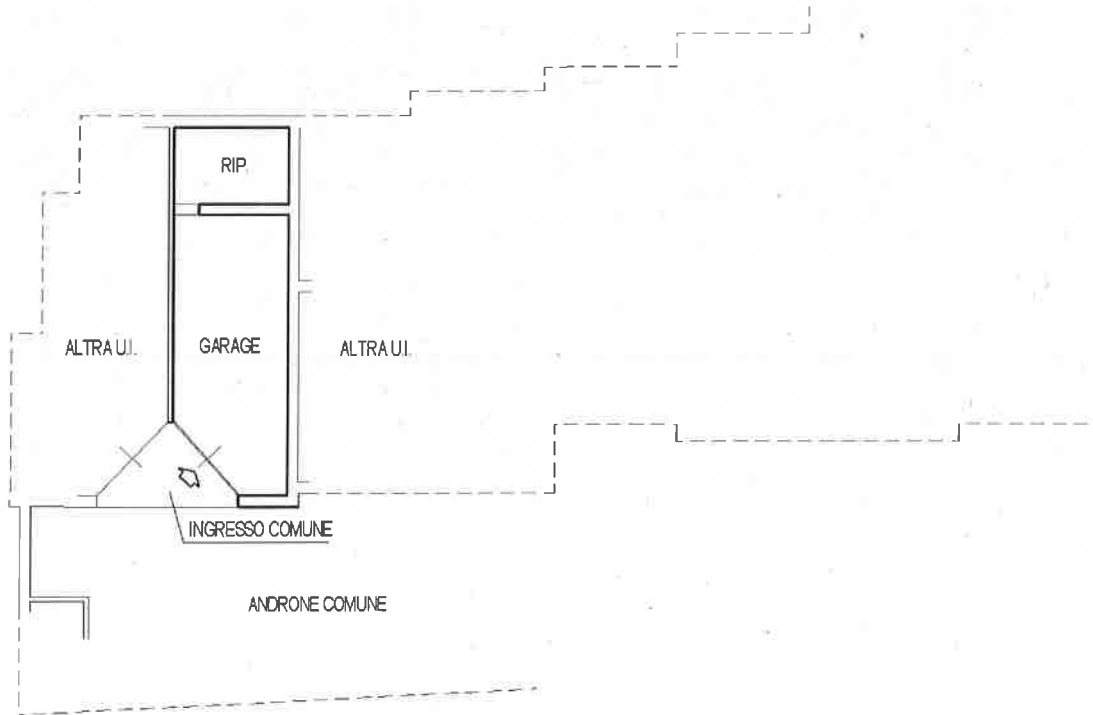 RIP.
ALTRA U.I.
GARAGE
ALTRA U.I.
INGRESSO COMUNE
ANDRONE COMUNE